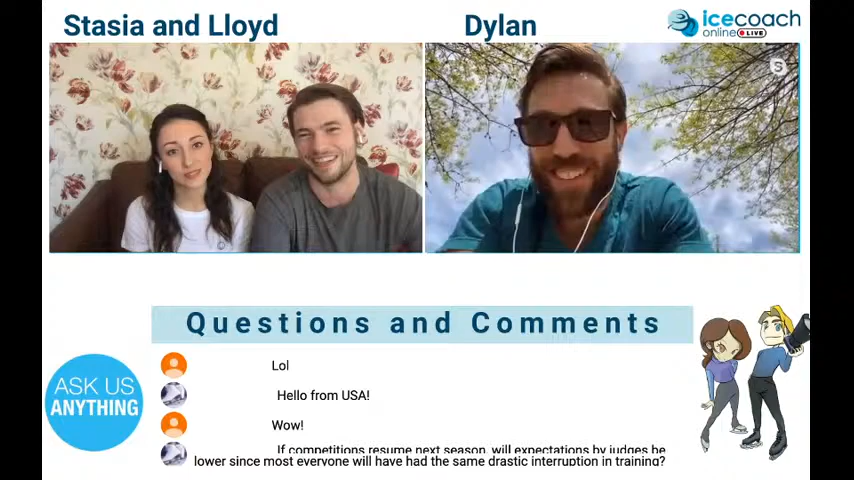 Stasia and Lloyd
Dylan
icecoach
online LIVE
Questions and Comments
ASK US
ANYTHING
Lol
Hello from USA!
Wow!
If competitions resume next season, will expectations by judges be
lower since most everyone will have had the same drastic interruption in training?